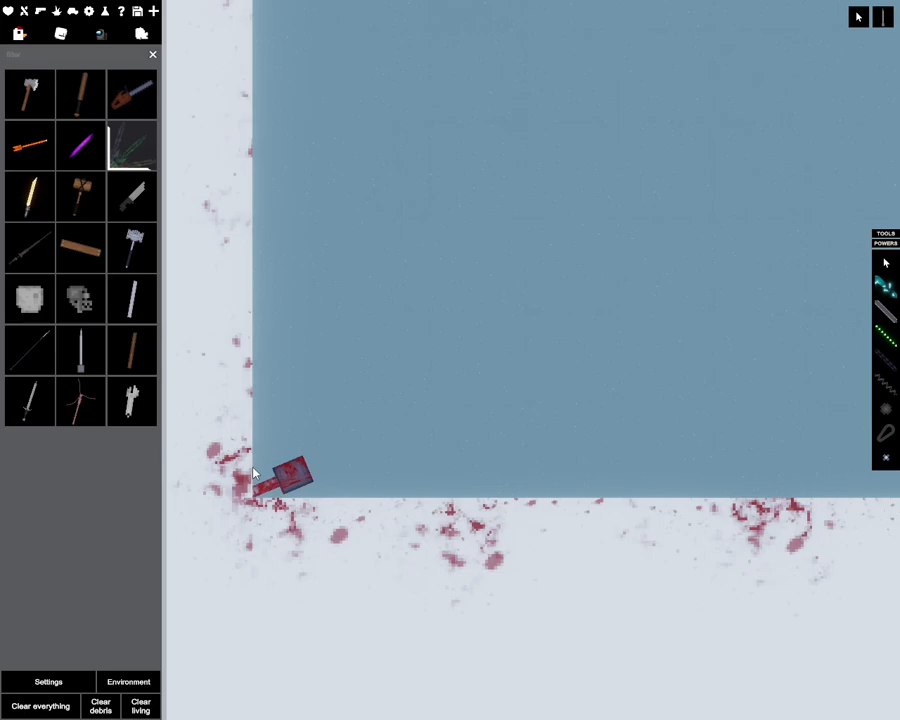 filter
TOOLS
POWERS
Settings
Environment
Clear everything
Clear
debris
Clear
living